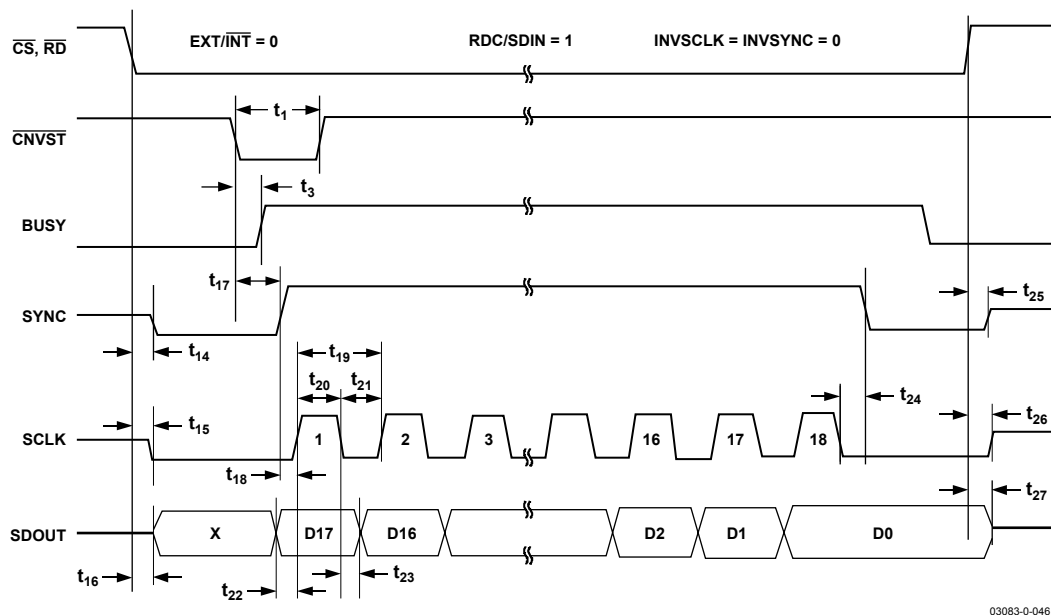 EXT/INT = 0 RDC/SDIN = 1 INVSCLK = INVSYNC = 0
CS, RD
t1
CNVST
t3
BUSY
t17
t25
SYNC
t14
t19
t20 t21
t24
t15
t26
SCLK
1 2 3 16 17 18
t18
t27
SDOUT
X D17 D16 D2 D1 D0
t16
t22
t23
03083-0-046